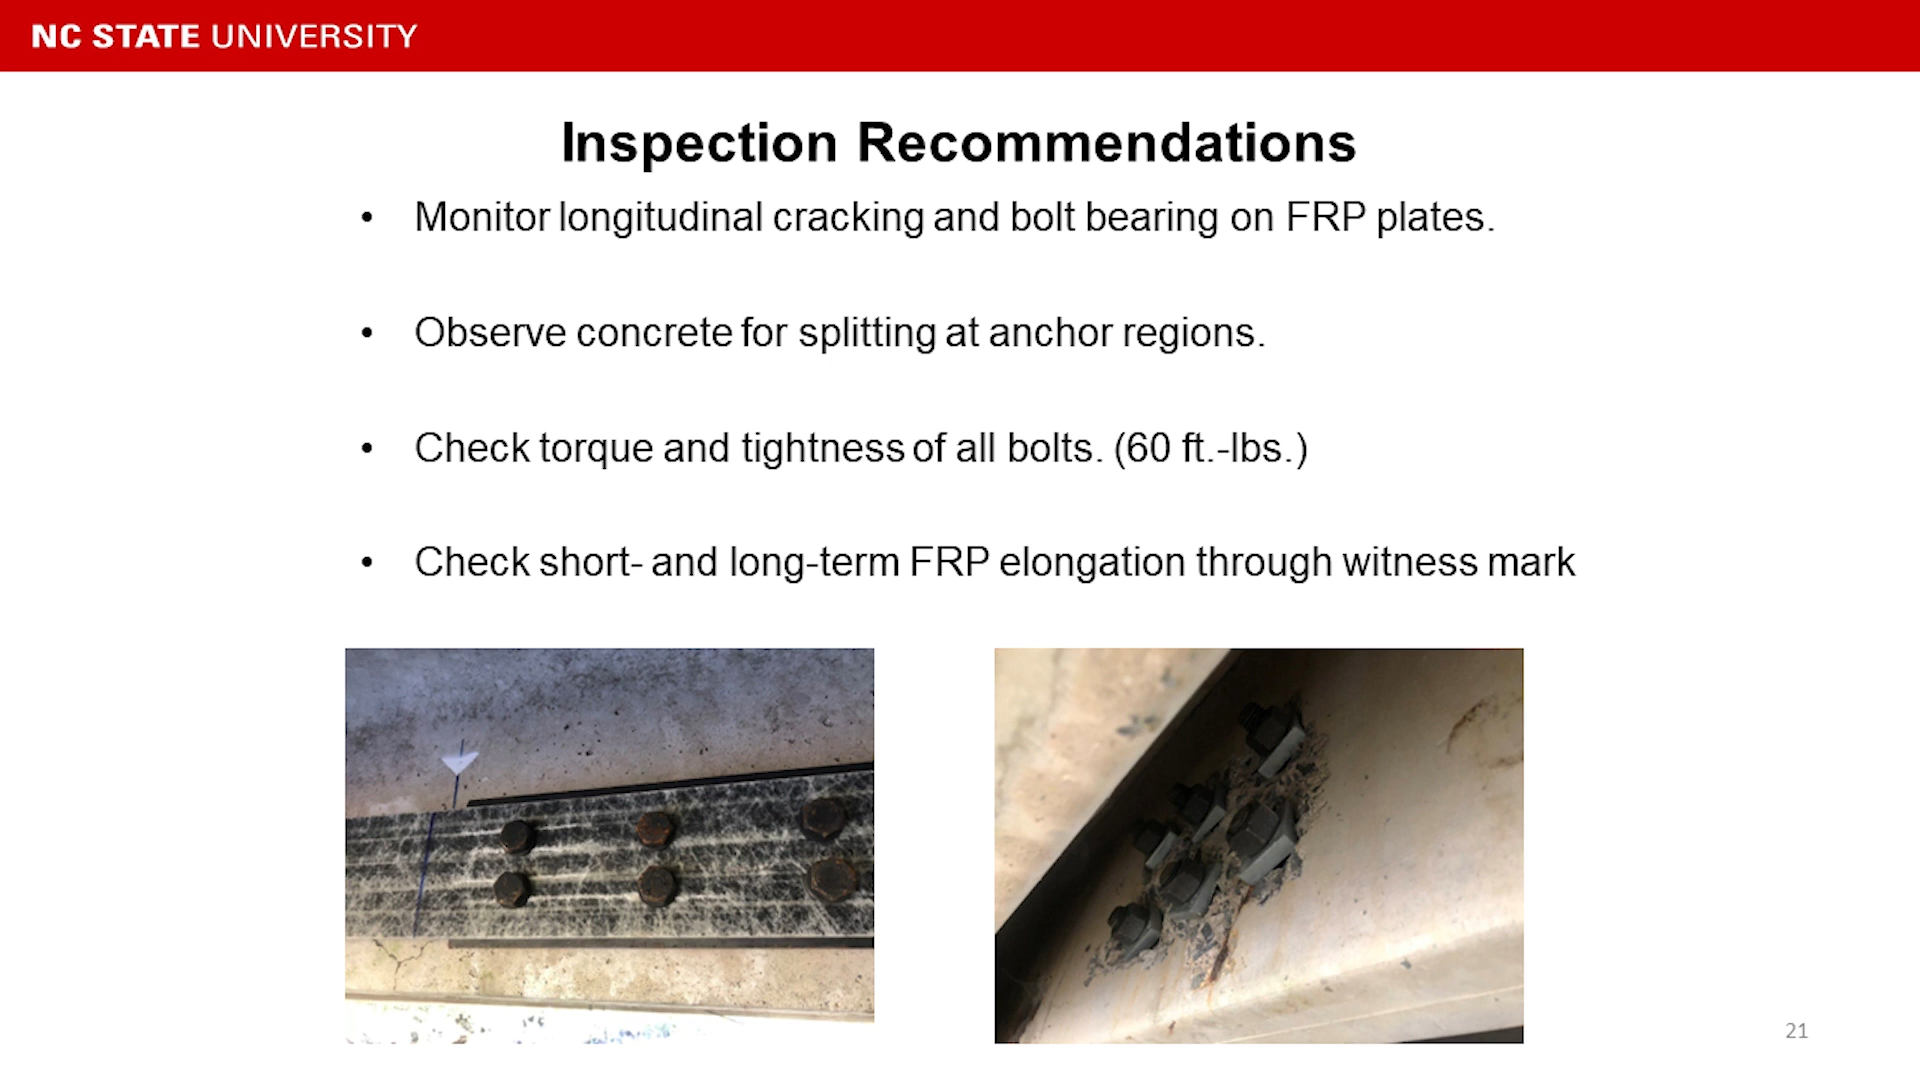 NC STATE UNIVERSITY
Inspection Recommendations
• Monitor longitudinal cracking and bolt bearing on FRP plates.
• Observe concrete for splitting at anchor regions.
• Check torque and tightness of all bolts. (60 ft.-lbs.)
• Check short- and long-term FRP elongation through witness mark
21